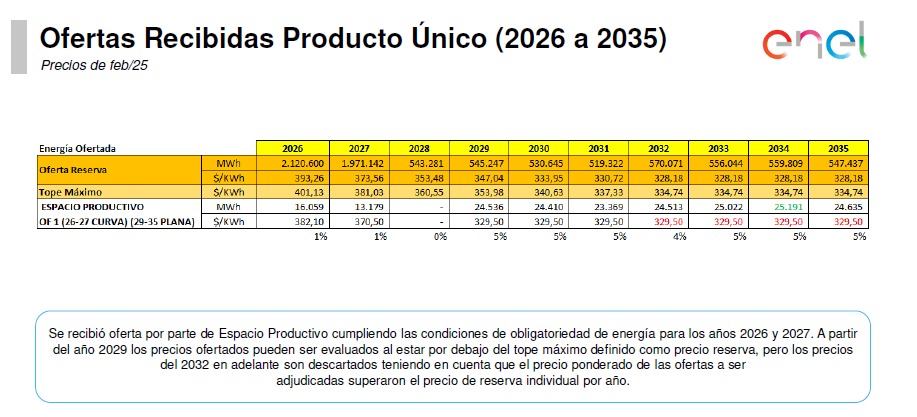 Ofertas Recibidas Producto Único (2026 a 2035)
Precios de feb/25
enel
Energía Ofertada 2026 2027 2028 2029 2030 2031 2032 2033 2034 2035
Oferta Reserva MWh 2.120.600 1.971.142 543.281 545.247 530.645 519.322 570.071 556.044 559.809 547.437
$/KWh 393,26 373,56 353,48 347,04 333,95 330,72 328,18 328,18 328,18 328,18
Tope Máximo $/KWh 401,13 381,03 360,55 353,98 340,63 337,33 334,74 334,74 334,74 334,74
ESPACIO PRODUCTIVO MWh 16.059 13.179 - 24.536 24.410 23.369 24.513 25.022 25.191 24.635
OF 1 (26-27 CURVA) (29-35 PLANA) $/KWh 382,10 370,50 - 329,50 329,50 329,50 329,50 329,50 329,50 329,50
1% 1% 0% 5% 5% 5% 4% 5% 5% 5%
Se recibió oferta por parte de Espacio Productivo cumpliendo las condiciones de obligatoriedad de energía para los años 2026 y 2027. A partir
del año 2029 los precios ofertados pueden ser evaluados al estar por debajo del tope máximo definido como precio reserva, pero los precios
del 2032 en adelante son descartados teniendo en cuenta que el precio ponderado de las ofertas a ser
adjudicadas superaron el precio de reserva individual por año.